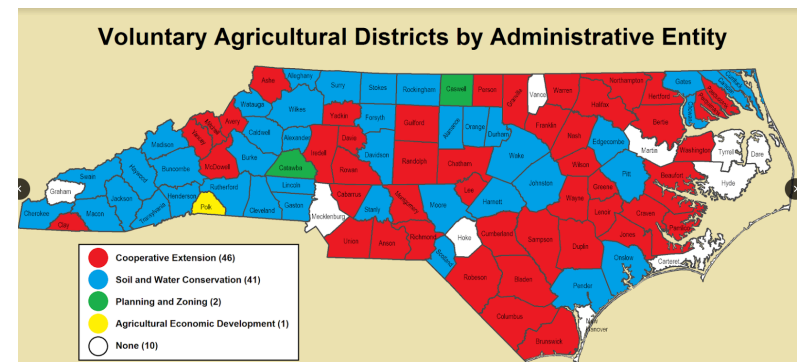 Voluntary Agricultural Districts by Administrative Entity
Ashe
Alleghany
Surry
Stokes
Rockingham
Caswell
Person
Granville
Vance
Warren
Northampton
Hertford
Gates
Watauga
Wilkes
Yadkin
Forsyth
Guilford
Alamance
Orange
Durham
Franklin
Halifax
Bertie
Mitchell
Avery
Caldwell
Alexander
Davie
Davidson
Randolph
Chatham
Wake
Nash
Edgecombe
Martin
Washington
Tyrrell
Dare
Madison
Yancey
McDowell
Burke
Catawba
Iredell
Rowan
Wilson
Pitt
Beaufort
Hyde
Swain
Haywood
Buncombe
Rutherford
Lincoln
Cabarrus
Stanly
Montgomery
Moore
Lee
Harnett
Johnston
Wayne
Greene
Lenoir
Craven
Pamlico
Graham
Cherokee
Clay
Macon
Jackson
Transylvania
Henderson
Polk
Cleveland
Gaston
Mecklenburg
Union
Anson
Richmond
Scotland
Hoke
Cumberland
Sampson
Duplin
Jones
Onslow
Carteret
Robeson
Bladen
Pender
Columbus
Brunswick
New
Hanover
Cooperative Extension (46)
Soil and Water Conservation (41)
Planning and Zoning (2)
Agricultural Economic Development (1)
None (10)